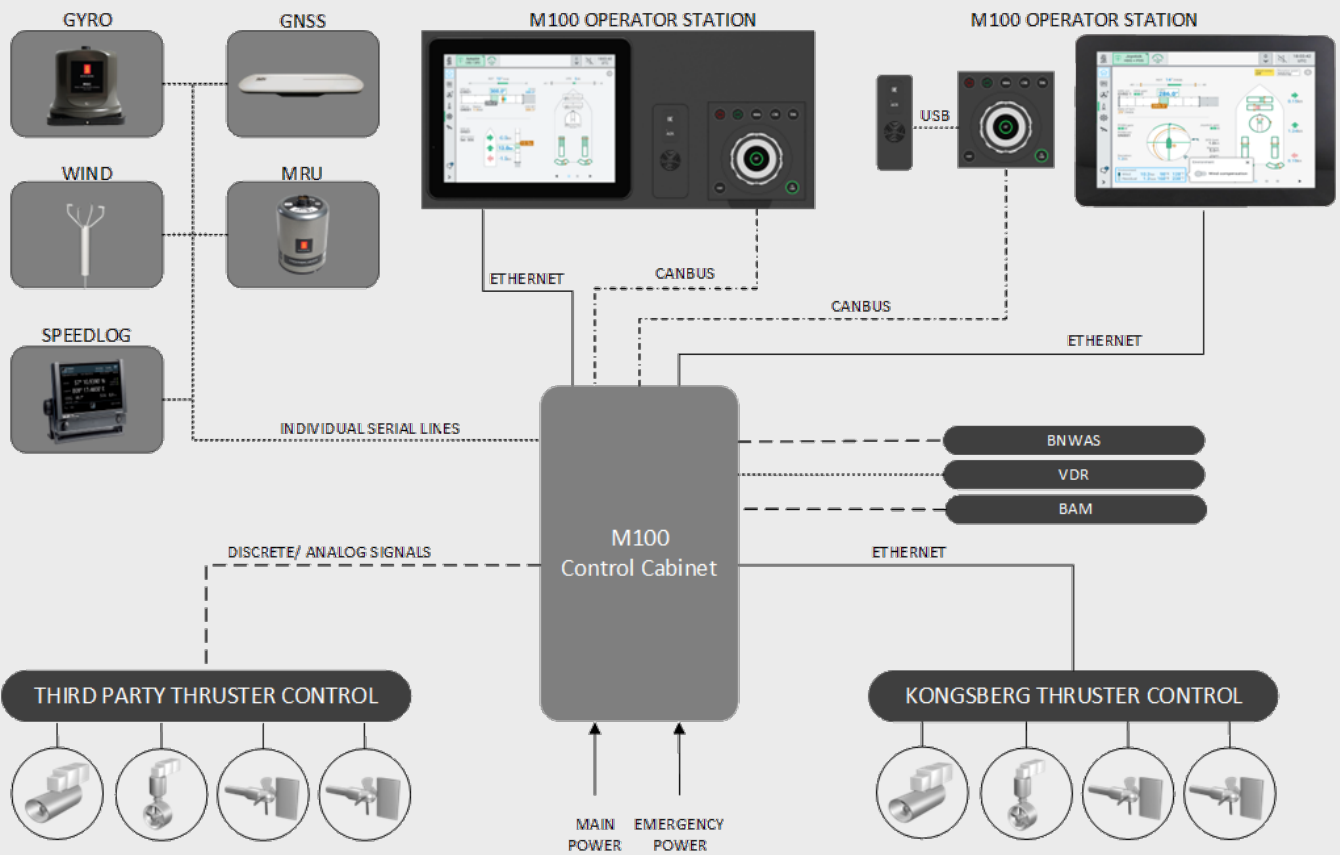 GYRO
GNSS
M100 OPERATOR STATION
M100 OPERATOR STATION
WIND
MRU
USB
SPEEDLOG
ETHERNET
CANBUS
CANBUS
ETHERNET
INDIVIDUAL SERIAL LINES
BNWAS
VDR
BAM
M100
Control Cabinet
DISCRETE/ ANALOG SIGNALS
ETHERNET
THIRD PARTY THRUSTER CONTROL
KONGSBERG THRUSTER CONTROL
MAIN
POWER
EMERGENCY
POWER